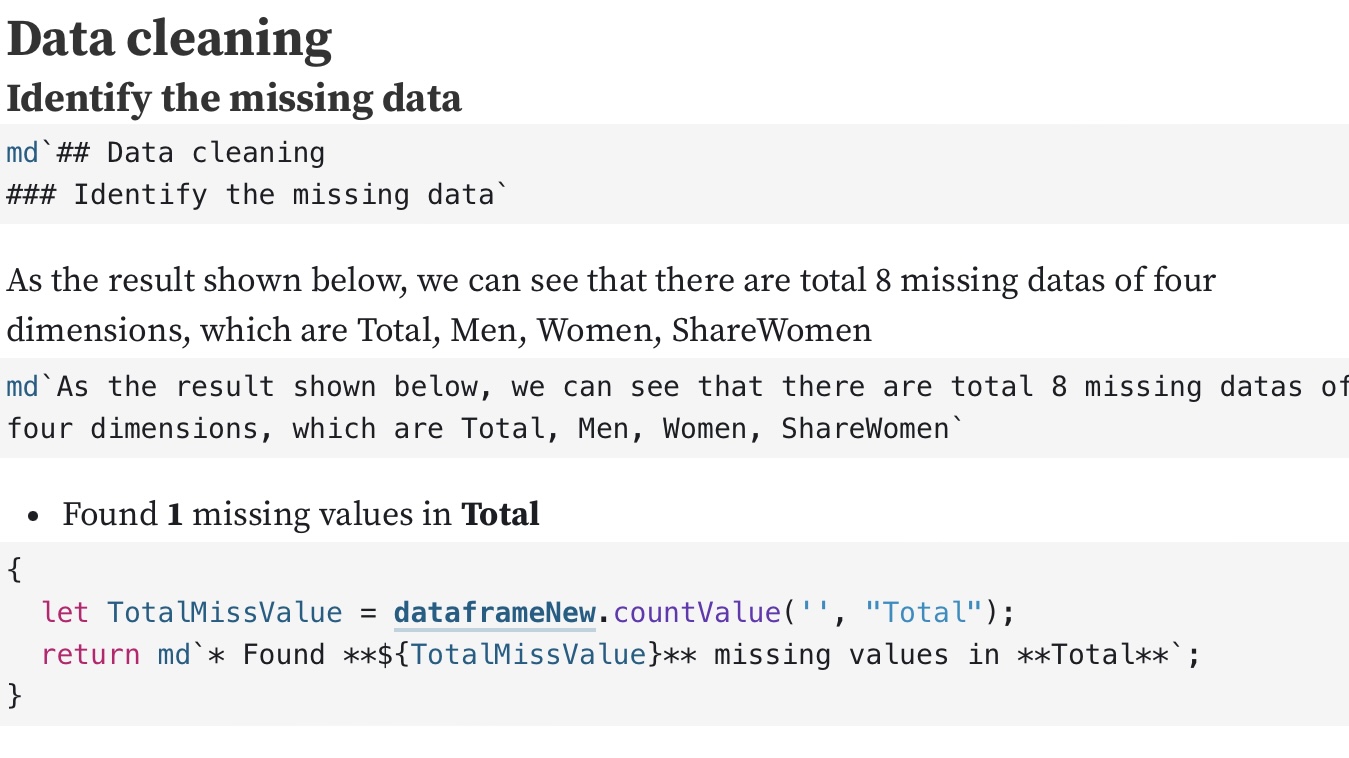 Data cleaning
Identify the missing data
md`## Data cleaning
### Identify the missing data`
As the result shown below, we can see that there are total 8 missing datas of four
dimensions, which are Total, Men, Women, ShareWomen
md`As the result shown below, we can see that there are total 8 missing datas of
four dimensions, which are Total, Men, Women, ShareWomen`
• Found 1 missing values in Total
{
  let TotalMissValue = dataframeNew.countValue('', "Total");
  return md`* Found **${TotalMissValue}** missing values in **Total**`;
}